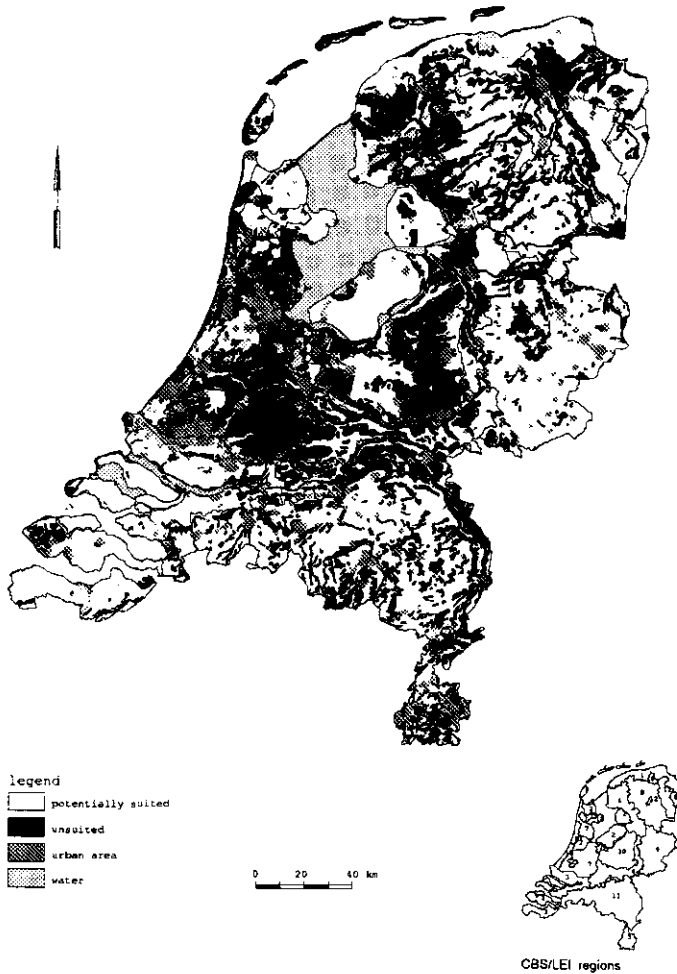 legend
potentially suited
unsuited
urban area
water
0 20 40 km
CBS/LEI regions